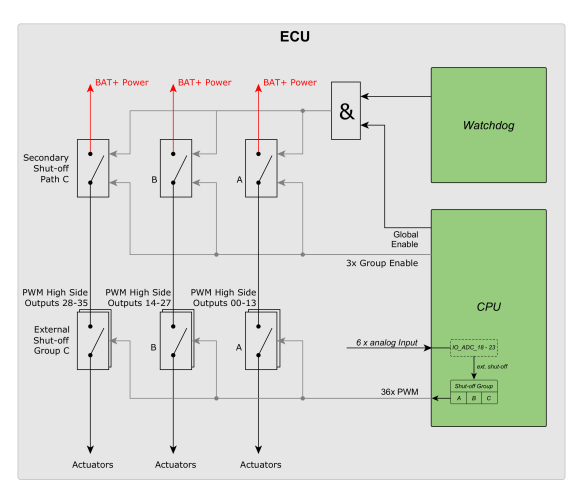 ECU
BAT+ Power
BAT+ Power
BAT+ Power
&
Watchdog
Secondary
Shut-off
Path C
B
A
Global
Enable
3x Group Enable
PWM High Side
Outputs 28-35
PWM High Side
Outputs 14-27
PWM High Side
Outputs 00-13
CPU
External
Shut-off
Group C
B
A
6 x analog Input
IO_ADC_18 - 23
ext. shut-off
Shut-off Group
A B C
36x PWM
Actuators
Actuators
Actuators